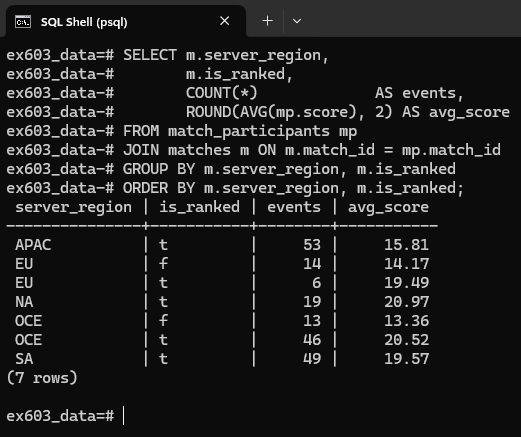 SQL Shell (psql)
ex603_data=# SELECT m.server_region,
ex603_data-#        m.is_ranked,
ex603_data-#        COUNT(*)             AS events,
ex603_data-#        ROUND(AVG(mp.score), 2) AS avg_score
ex603_data-# FROM match_participants mp
ex603_data-# JOIN matches m ON m.match_id = mp.match_id
ex603_data-# GROUP BY m.server_region, m.is_ranked
ex603_data-# ORDER BY m.server_region, m.is_ranked;
 server_region | is_ranked | events | avg_score
---------------+-----------+--------+-----------
 APAC          | t         |     53 |     15.81
 EU            | f         |     14 |     14.17
 EU            | t         |      6 |     19.49
 NA            | t         |     19 |     20.97
 OCE           | f         |     13 |     13.36
 OCE           | t         |     46 |     20.52
 SA            | t         |     49 |     19.57
(7 rows)
ex603_data=#